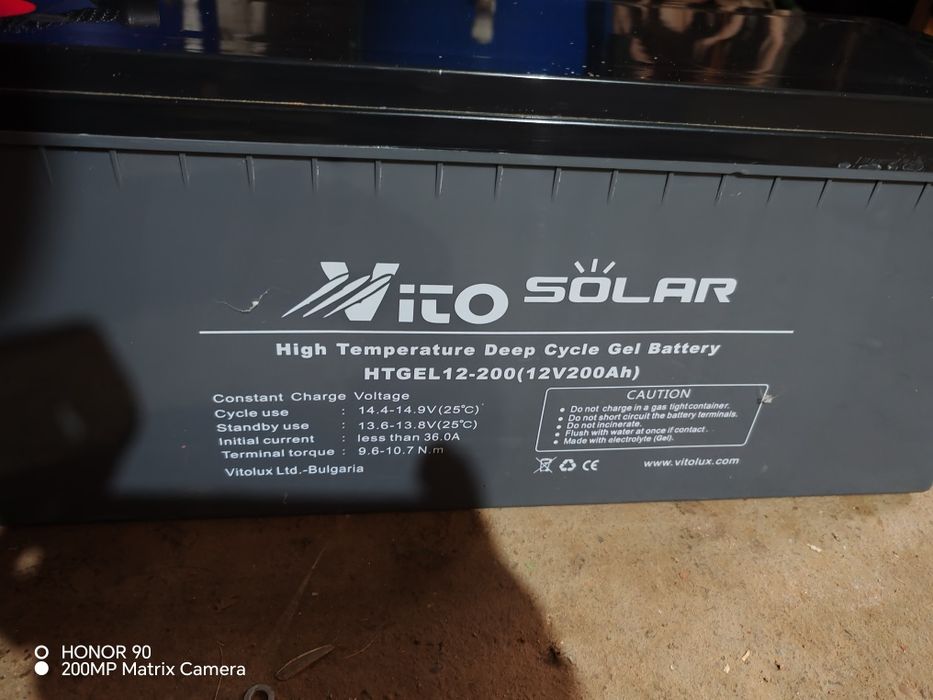 Vito SOLAR
High Temperature Deep Cycle Gel Battery
HTGEL12-200(12V200Ah)
Constant Charge Voltage
Cycle use : 14.4-14.9V(25℃)
Standby use : 13.6-13.8V(25℃)
Initial current : less than 36.0A
Terminal torque : 9.6-10.7 N.m
Vitolux Ltd.-Bulgaria
CAUTION
• Do not charge in a gas tightcontainer.
• Do not short circuit the battery terminals.
• Do not incinerate.
• Flush with water at once if contact.
• Made with electrolyte (Gel).
CE
www.vitolux.com
HONOR 90
200MP Matrix Camera